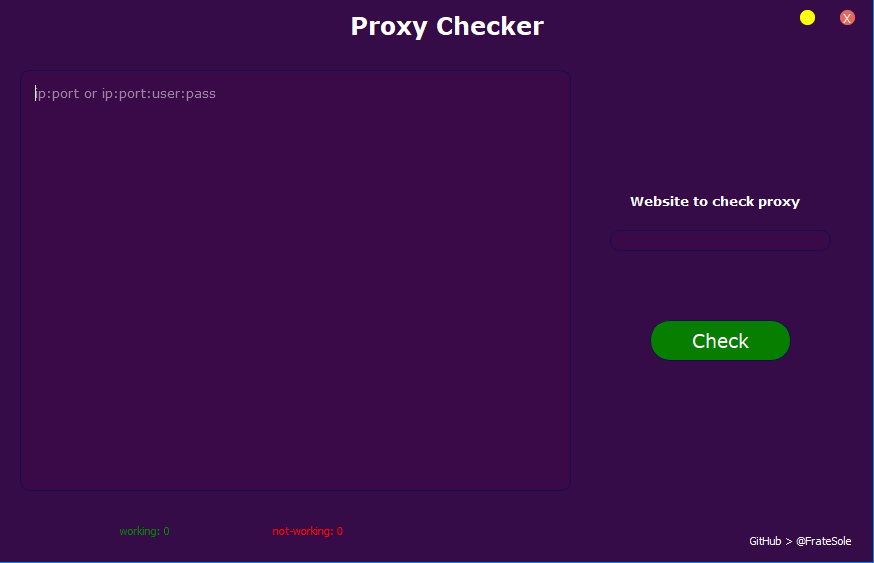 Proxy Checker
X
ip:port or ip:port:user:pass
Website to check proxy
Check
working: 0
not-working: 0
GitHub > @FrateSole